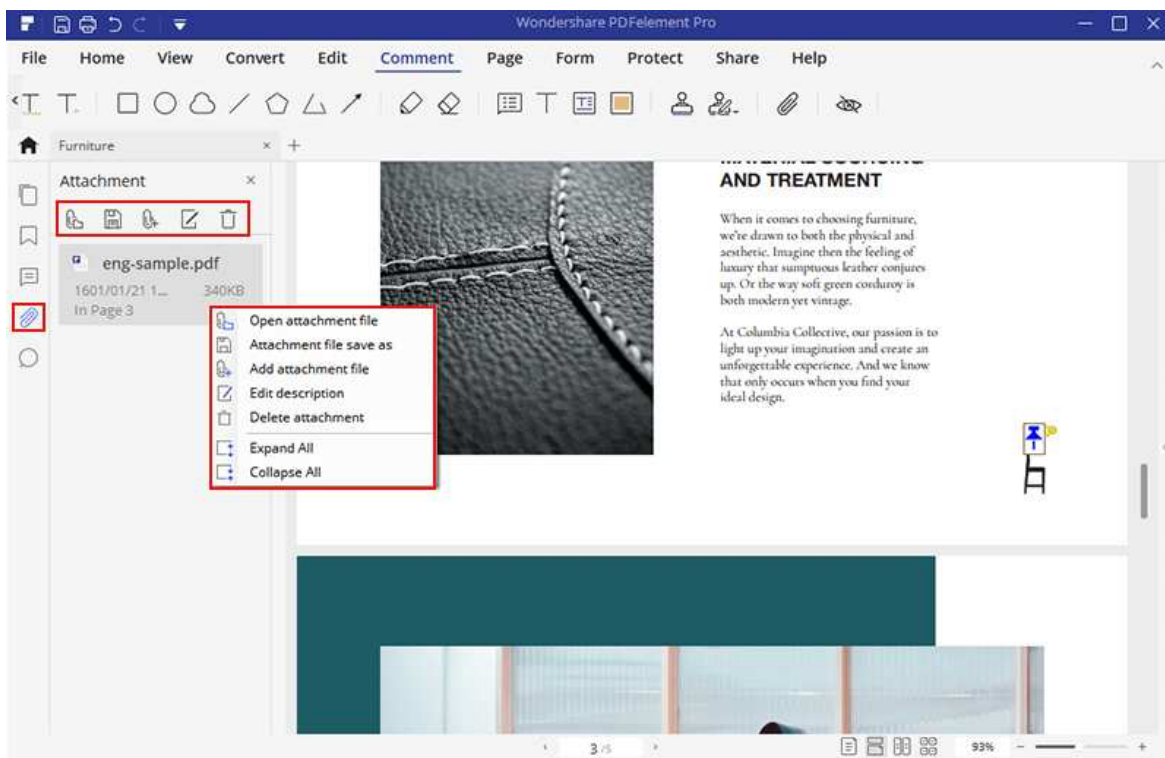 Wondershare PDFelement Pro
File Home View Convert Edit Comment Page Form Protect Share Help
Furniture
Attachment
eng-sample.pdf
1601/01/21 1... 340KB
In Page 3
Open attachment file
Attachment file save as
Add attachment file
Edit description
Delete attachment
Expand All
Collapse All
MATERIAL SOURCING
AND TREATMENT
When it comes to choosing furniture,
we're drawn to both the physical and
aesthetic. Imagine then the feeling of
luxury that sumptuous leather conjures
up. Or the way soft green corduroy is
both modern yet vintage.
At Columbia Collective, our passion is to
light up your imagination and create an
unforgettable experience. And we know
that only occurs when you find your
ideal design.
3 /5
93%